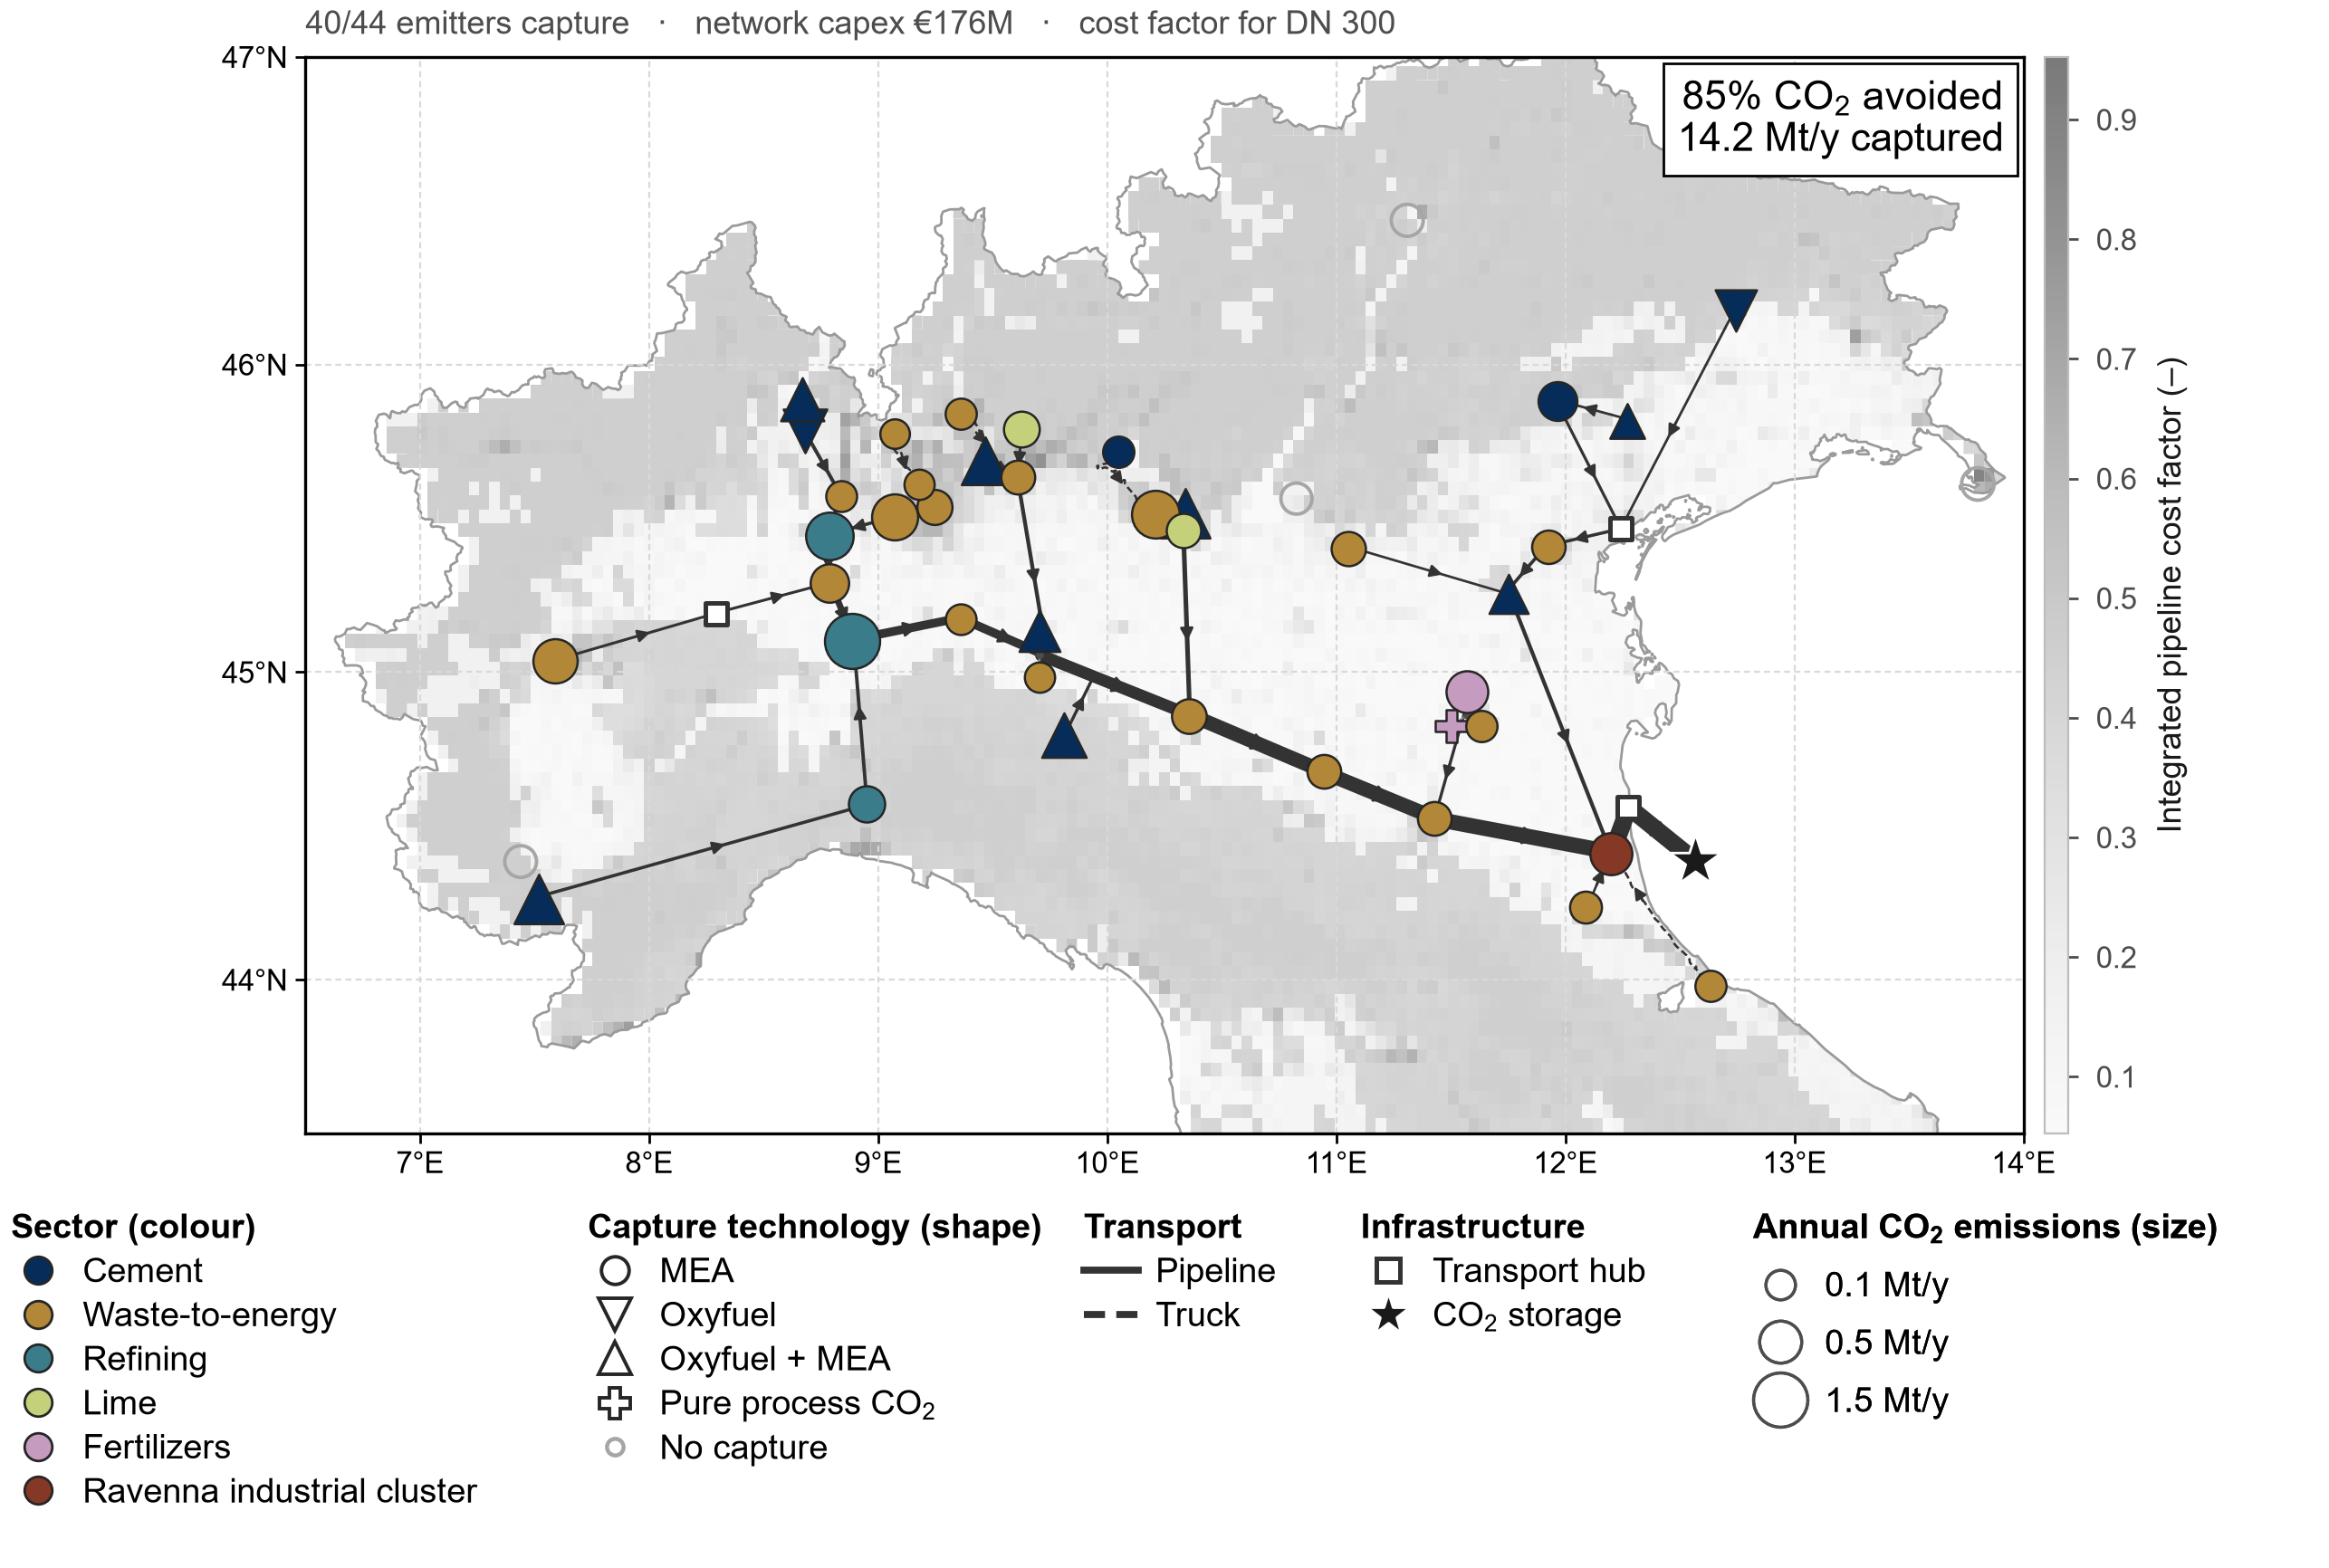 40/44 emitters capture · network capex €176M · cost factor for DN 300
85% CO₂ avoided
14.2 Mt/y captured
47°N
46°N
45°N
44°N
7°E
8°E
9°E
10°E
11°E
12°E
13°E
14°E
0.9
0.8
0.7
0.6
0.5
0.4
0.3
0.2
0.1
Integrated pipeline cost factor (–)
Sector (colour)
Cement
Waste-to-energy
Refining
Lime
Fertilizers
Ravenna industrial cluster
Capture technology (shape)
MEA
Oxyfuel
Oxyfuel + MEA
Pure process CO₂
No capture
Transport
Pipeline
Truck
Infrastructure
Transport hub
CO₂ storage
Annual CO₂ emissions (size)
0.1 Mt/y
0.5 Mt/y
1.5 Mt/y